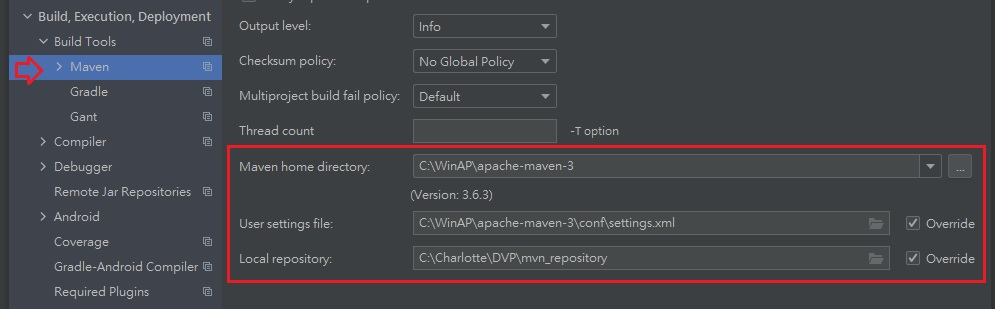 Build, Execution, Deployment
Build Tools
Maven
Gradle
Gant
Compiler
Debugger
Remote Jar Repositories
Android
Coverage
Gradle-Android Compiler
Required Plugins
Output level: Info
Checksum policy: No Global Policy
Multiproject build fail policy: Default
Thread count -T option
Maven home directory: C:\WinAP\apache-maven-3 ...
(Version: 3.6.3)
User settings file: C:\WinAP\apache-maven-3\conf\settings.xml Override
Local repository: C:\Charlotte\DVP\mvn_repository Override